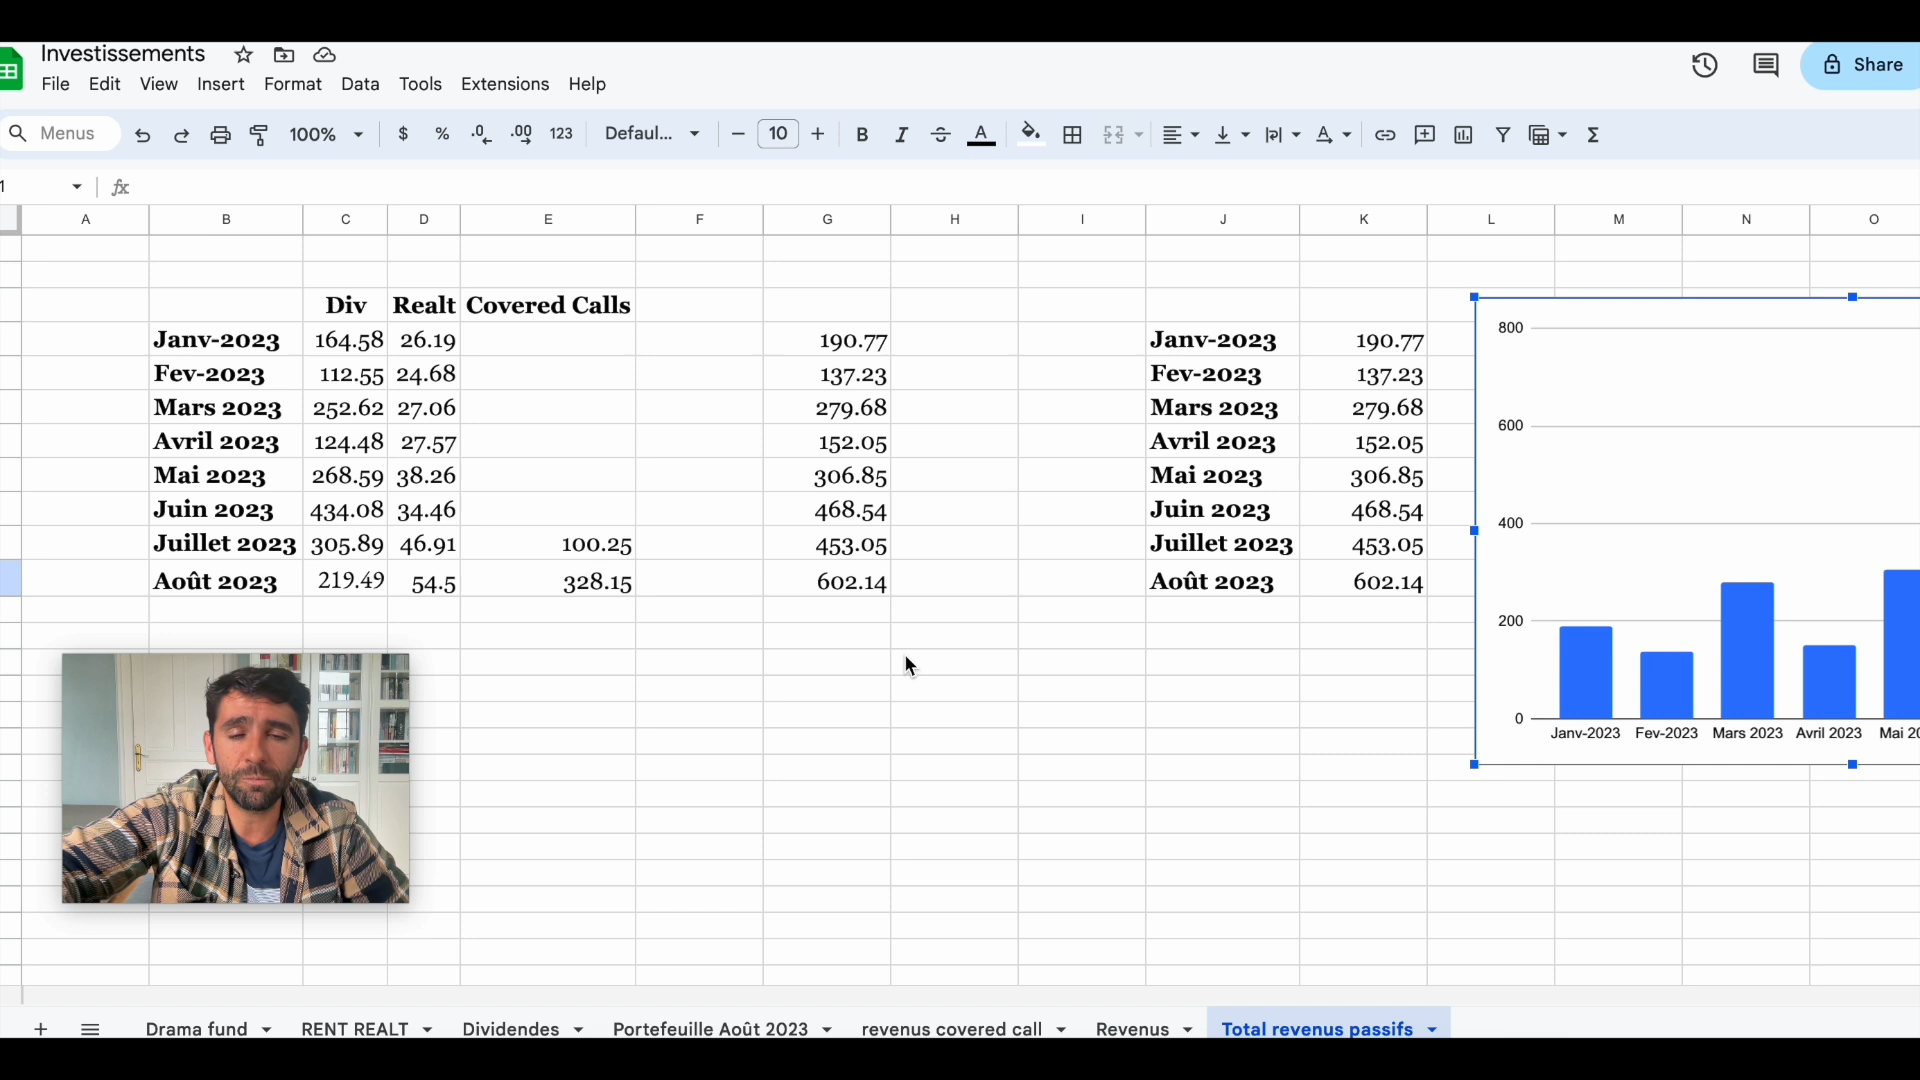 Investissements
File Edit View Insert Format Data Tools Extensions Help
Share
Menus 100% $ % .0 .00 123 Defaul... 10 B I A Σ
1 fx
A B C D E F G H I J K L M N O
Div Realt Covered Calls
Janv-2023 164.58 26.19 190.77 Janv-2023 190.77
Fev-2023 112.55 24.68 137.23 Fev-2023 137.23
Mars 2023 252.62 27.06 279.68 Mars 2023 279.68
Avril 2023 124.48 27.57 152.05 Avril 2023 152.05
Mai 2023 268.59 38.26 306.85 Mai 2023 306.85
Juin 2023 434.08 34.46 468.54 Juin 2023 468.54
Juillet 2023 305.89 46.91 100.25 453.05 Juillet 2023 453.05
Août 2023 219.49 54.5 328.15 602.14 Août 2023 602.14
800
600
400
200
0
Janv-2023 Fev-2023 Mars 2023 Avril 2023 Mai 20
Drama fund RENT REALT Dividendes Portefeuille Août 2023 revenus covered call Revenus Total revenus passifs